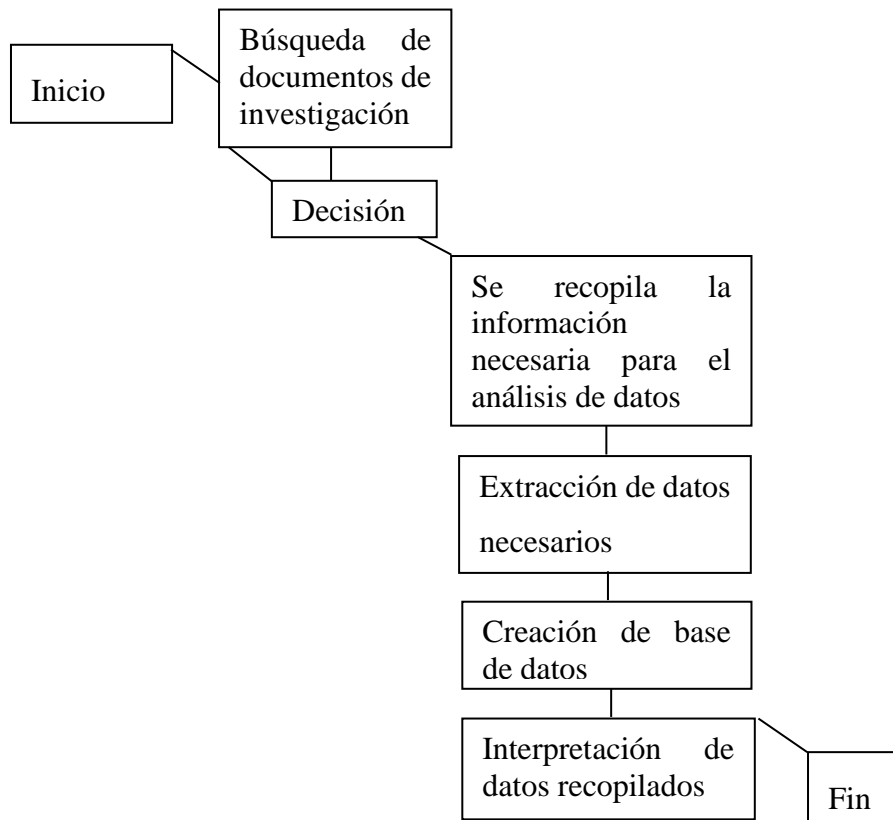 Inicio
Búsqueda de
documentos de
investigación
Decisión
Se recopila la
información
necesaria para el
análisis de datos
Extracción de datos
necesarios
Creación de base
de datos
Interpretación de
datos recopilados
Fin